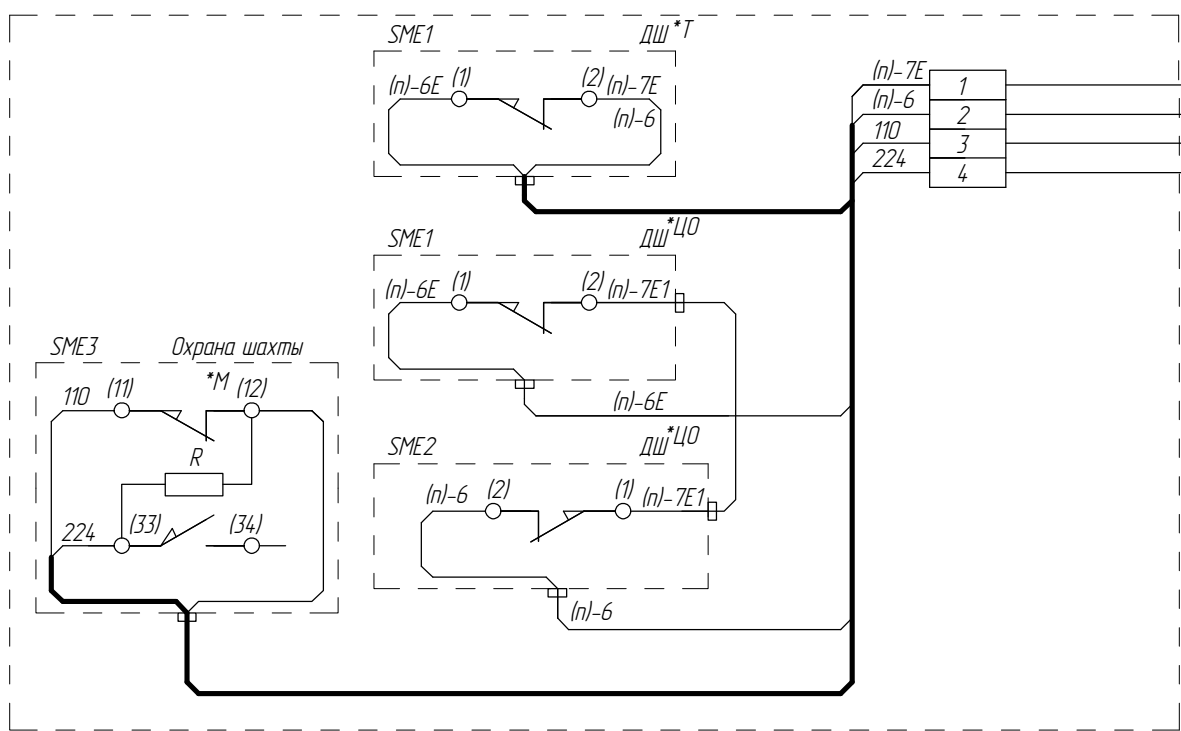 SME1 ДШ*Т
(п)-6Е (1) (2) (п)-7Е
(п)-6
(п)-7Е 1
(п)-6 2
110 3
224 4
SME1 ДШ*ЦО
(п)-6Е (1) (2) (п)-7Е1
(п)-6Е
SME3 Охрана шахты
*М
110 (11) (12)
R
224 (33) (34)
SME2 ДШ*ЦО
(п)-6 (2) (1) (п)-7Е1
(п)-6